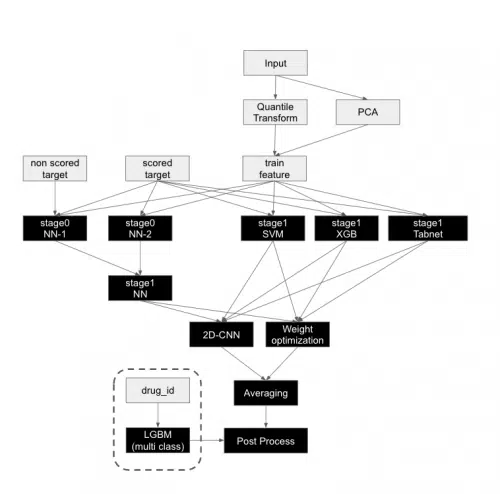 Input
Quantile
Transform
PCA
non scored
target
scored
target
train
feature
stage0
NN-1
stage0
NN-2
stage1
SVM
stage1
XGB
stage1
Tabnet
stage1
NN
2D-CNN
Weight
optimization
Averaging
drug_id
LGBM
(multi class)
Post Process